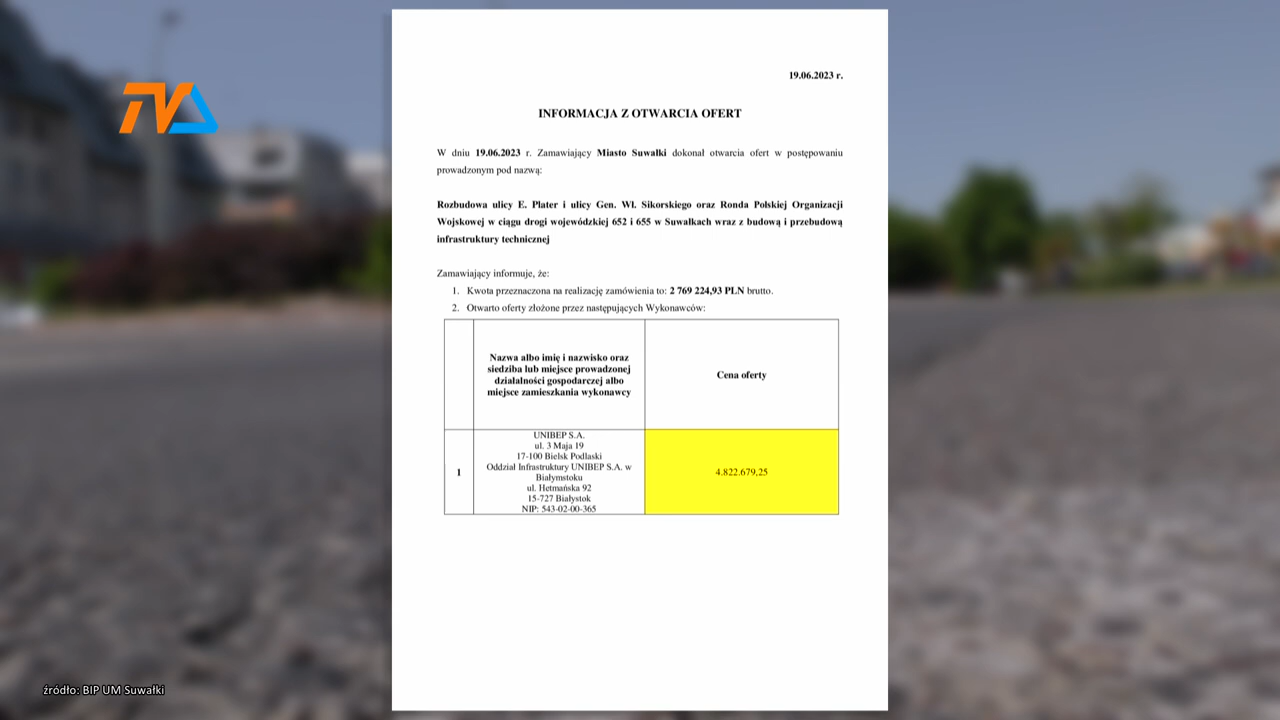 TVS
19.06.2023 r.
INFORMACJA Z OTWARCIA OFERT
W dniu 19.06.2023 r. Zamawiający Miasto Suwałki dokonał otwarcia ofert w postępowaniu
prowadzonym pod nazwą:
Rozbudowa ulicy E. Plater i ulicy Gen. Wł. Sikorskiego oraz Ronda Polskiej Organizacji
Wojskowej w ciągu drogi wojewódzkiej 652 i 655 w Suwałkach wraz z budową i przebudową
infrastruktury technicznej
Zamawiający informuje, że:
1. Kwota przeznaczona na realizację zamówienia to: 2 769 224,93 PLN brutto.
2. Otwarto oferty złożone przez następujących Wykonawców:
Nazwa albo imię i nazwisko oraz
siedziba lub miejsce prowadzonej
działalności gospodarczej albo
miejsce zamieszkania wykonawcy
Cena oferty
1
UNIBEP S.A.
ul. 3 Maja 19
17-100 Bielsk Podlaski
Oddział Infrastruktury UNIBEP S.A. w
Białymstoku
ul. Hetmańska 92
15-727 Białystok
NIP: 543-02-00-365
4.822.679,25
źródło: BIP UM Suwałki